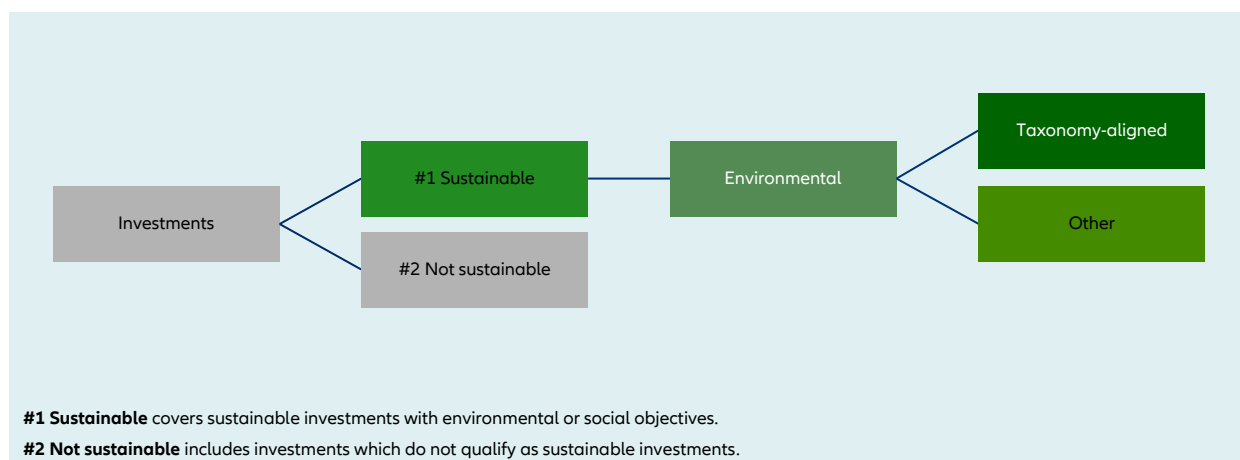 Taxonomy-aligned
#1 Sustainable
Environmental
Investments
Other
#2 Not sustainable
#1 Sustainable covers sustainable investments with environmental or social objectives.
#2 Not sustainable includes investments which do not qualify as sustainable investments.